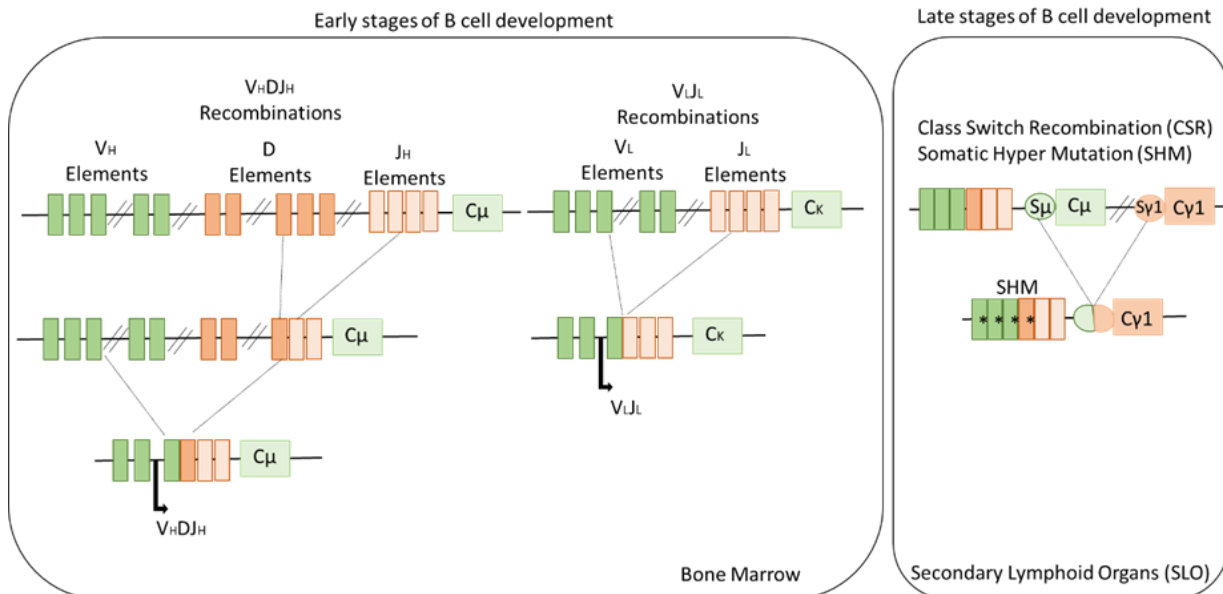 Early stages of B cell development
VHDJH
Recombinations
VH
Elements
D
Elements
JH
Elements
Cμ
VLJL
Recombinations
VL
Elements
JL
Elements
Cκ
Cμ
Cκ
VLJL
Cμ
VHDJH
Bone Marrow
Late stages of B cell development
Class Switch Recombination (CSR)
Somatic Hyper Mutation (SHM)
Sμ
Cμ
Sγ1
Cγ1
SHM
* * * *
Cγ1
Secondary Lymphoid Organs (SLO)